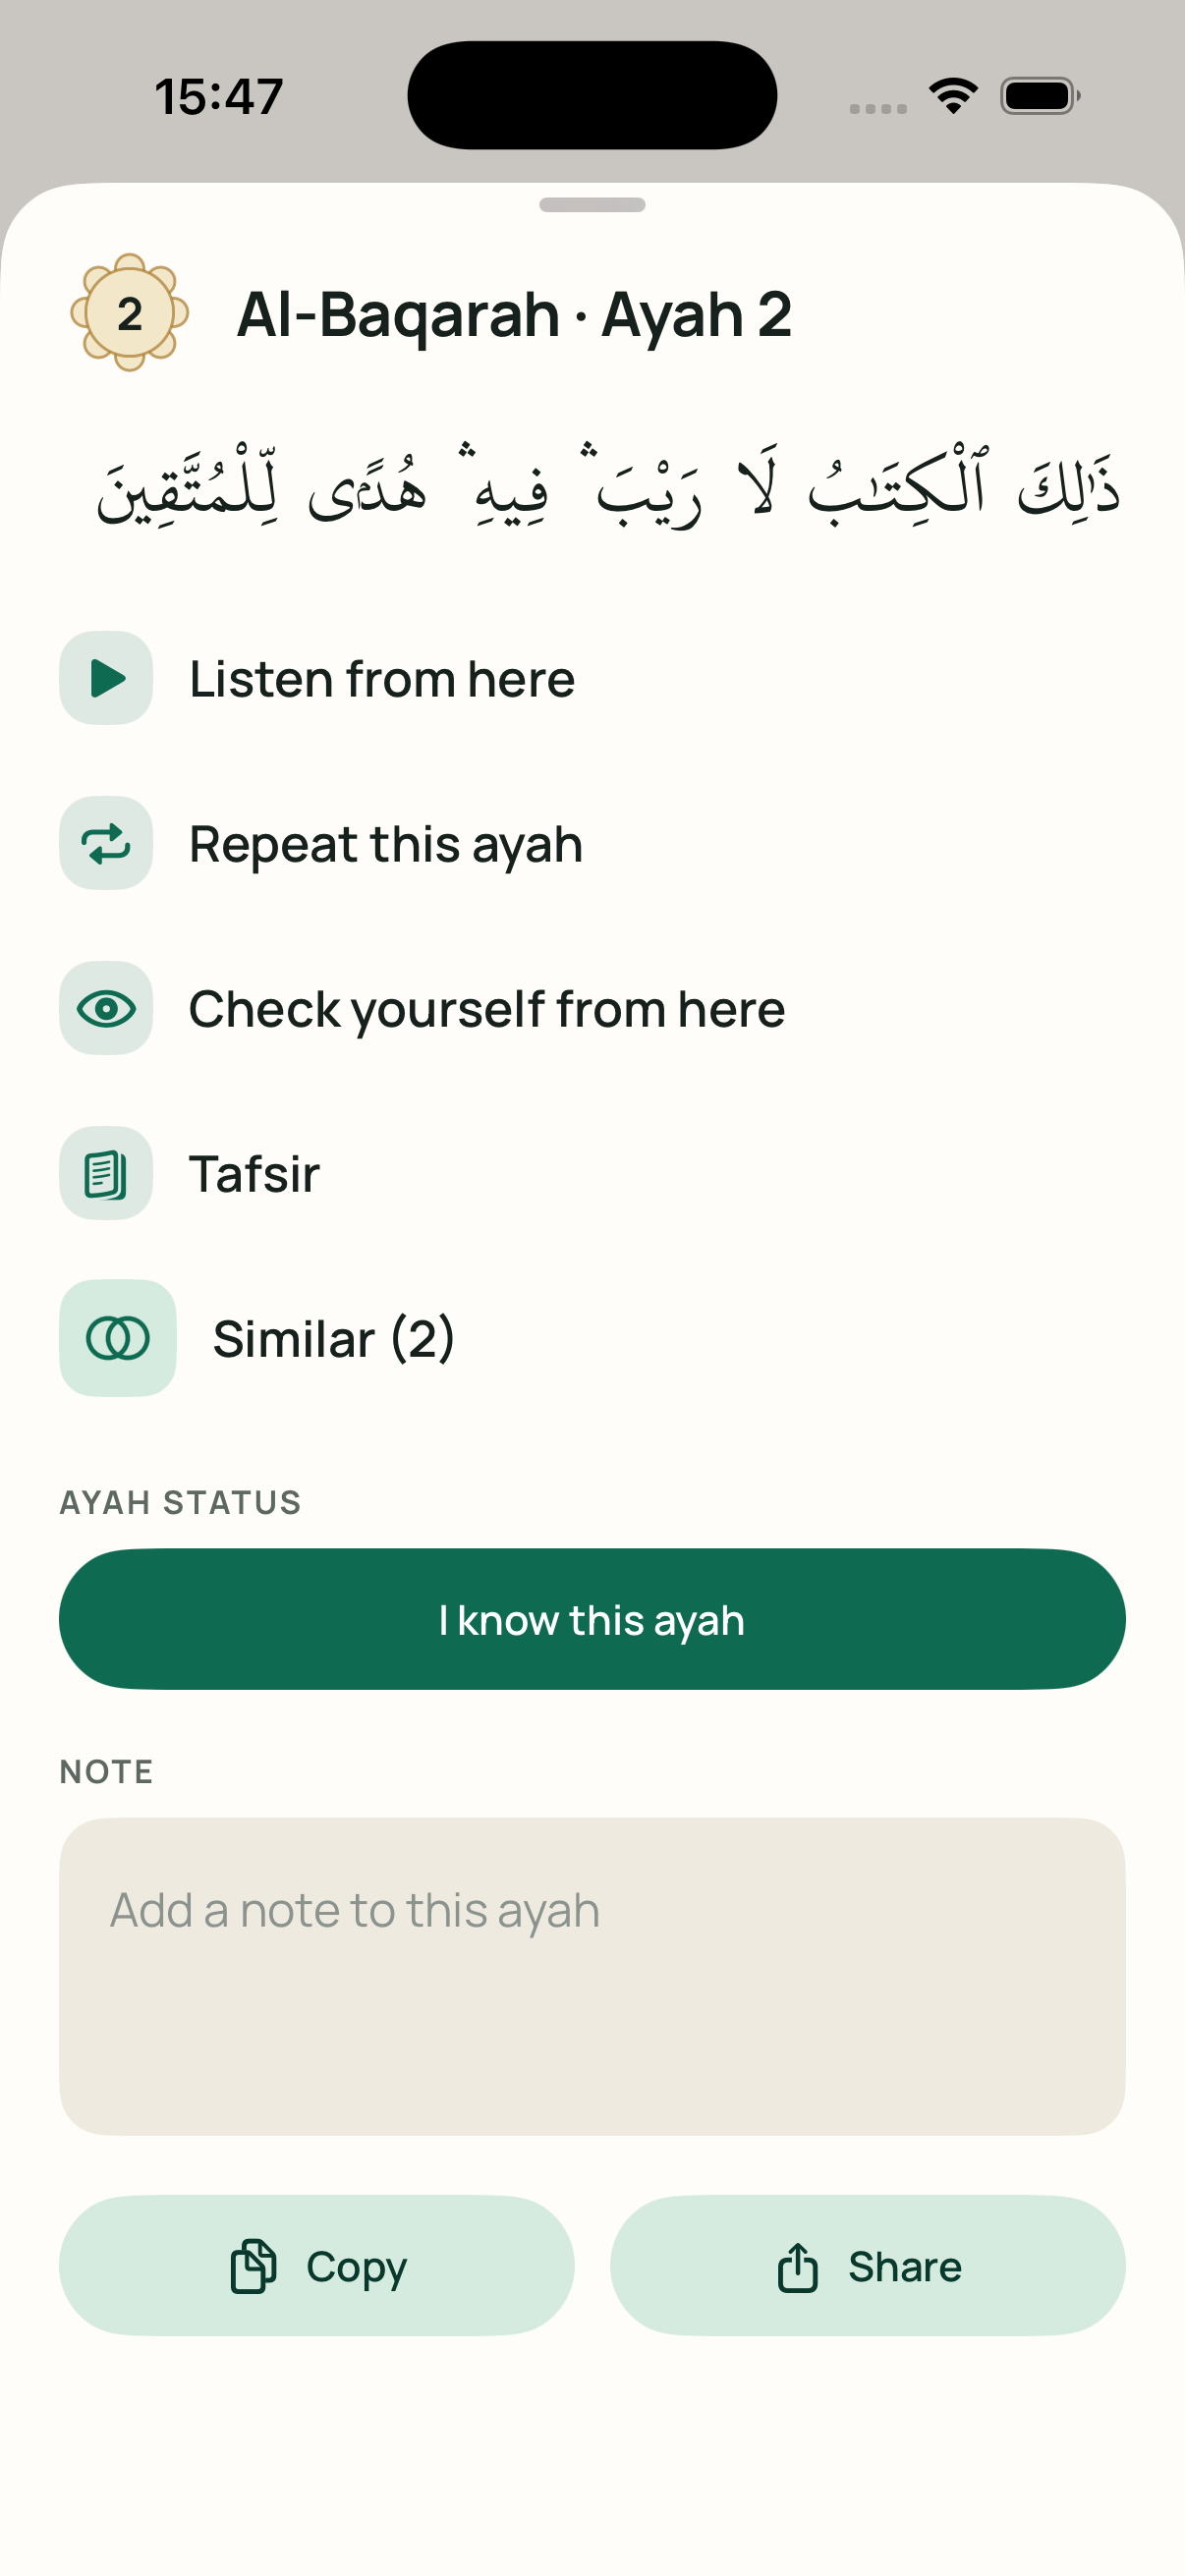 15:47
2
Al-Baqarah · Ayah 2
ذَٰلِكَ ٱلْكِتَـٰبُ لَا رَيْبَ ۛ فِيهِ ۛ هُدًۭى لِّلْمُتَّقِينَ
Listen from here
Repeat this ayah
Check yourself from here
Tafsir
Similar (2)
AYAH STATUS
I know this ayah
NOTE
Add a note to this ayah
Copy
Share